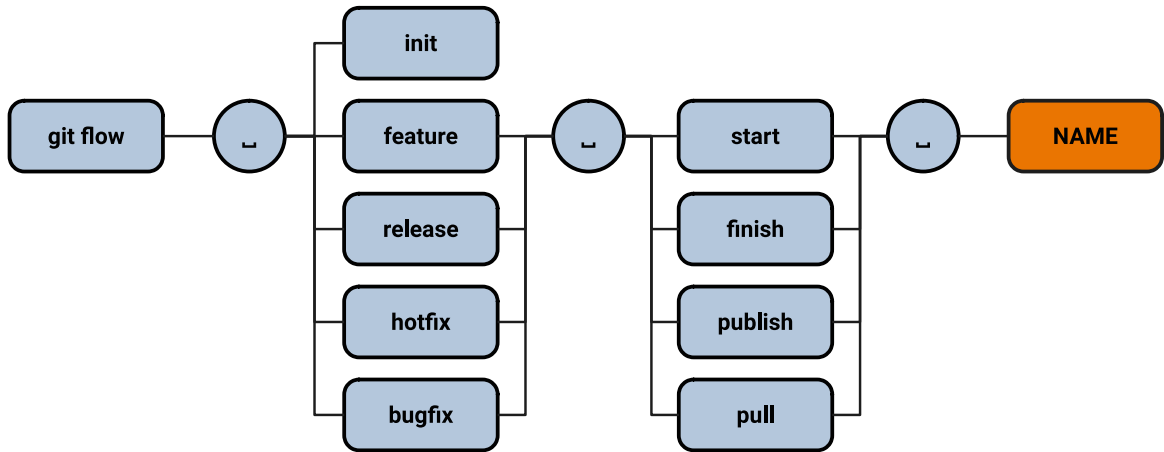 init
git flow ␣ feature ␣ start ␣ NAME
release finish
hotfix publish
bugfix pull